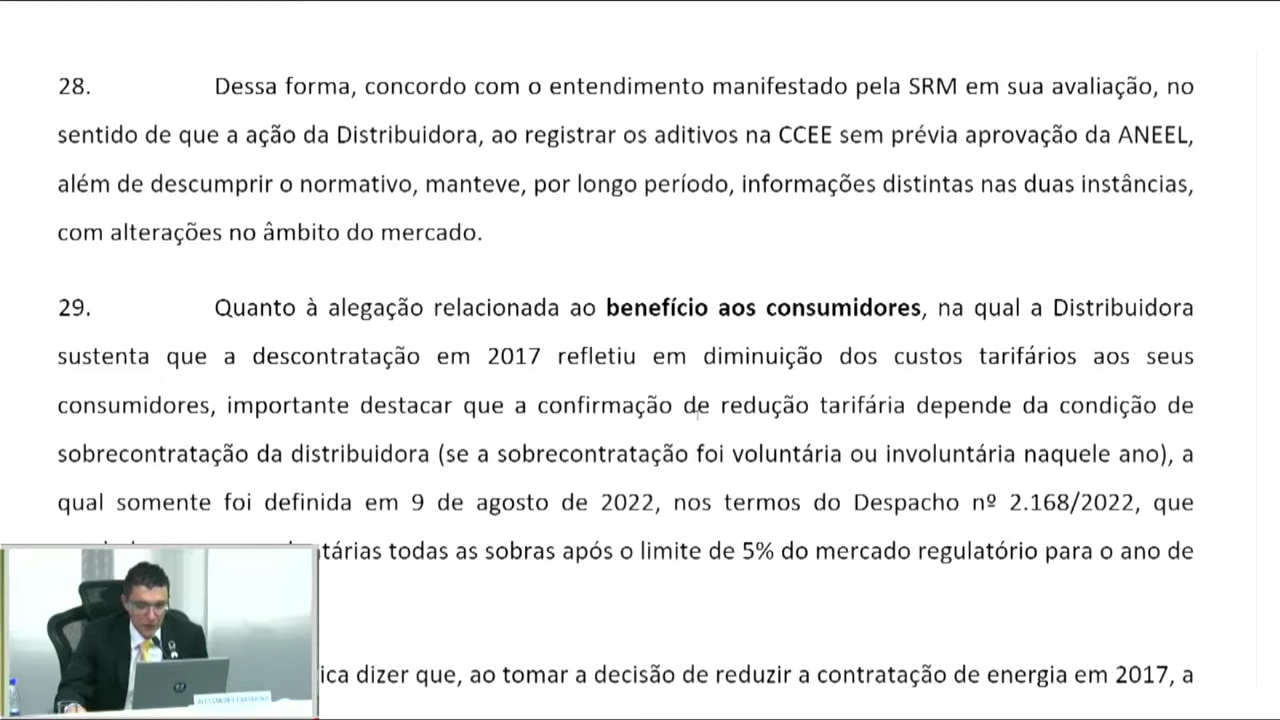 28. Dessa forma, concordo com o entendimento manifestado pela SRM em sua avaliação, no
sentido de que a ação da Distribuidora, ao registrar os aditivos na CCEE sem prévia aprovação da ANEEL,
além de descumprir o normativo, manteve, por longo período, informações distintas nas duas instâncias,
com alterações no âmbito do mercado.
29. Quanto à alegação relacionada ao benefício aos consumidores, na qual a Distribuidora
sustenta que a descontratação em 2017 refletiu em diminuição dos custos tarifários aos seus
consumidores, importante destacar que a confirmação de redução tarifária depende da condição de
sobrecontratação da distribuidora (se a sobrecontratação foi voluntária ou involuntária naquele ano), a
qual somente foi definida em 9 de agosto de 2022, nos termos do Despacho nº 2.168/2022, que
tárias todas as sobras após o limite de 5% do mercado regulatório para o ano de
ica dizer que, ao tomar a decisão de reduzir a contratação de energia em 2017, a